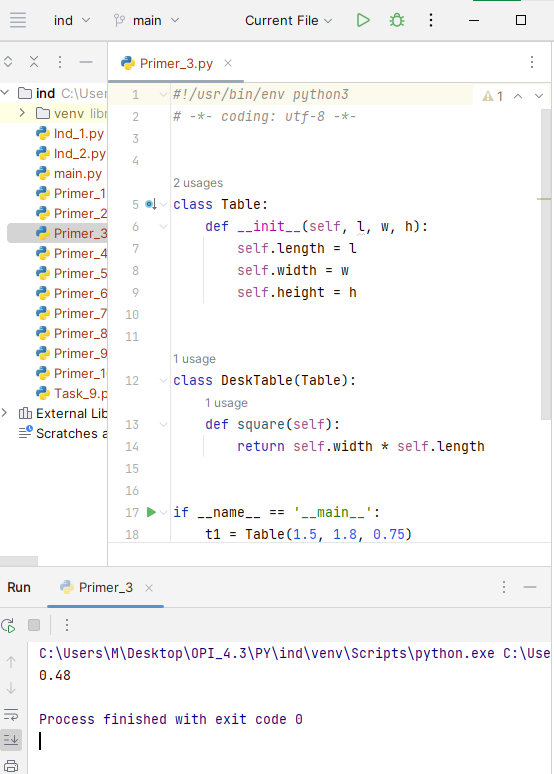 ind main Current File
Primer_3.py
ind C:\User
venv libr
Ind_1.py
Ind_2.py
main.py
Primer_1
Primer_2
Primer_3
Primer_4
Primer_5
Primer_6
Primer_7
Primer_8
Primer_9
Primer_1
Task_9.p
External Lib
Scratches a
1
1 #!/usr/bin/env python3
2 # -*- coding: utf-8 -*-
3
4
2 usages
5 class Table:
6 def __init__(self, l, w, h):
7 self.length = l
8 self.width = w
9 self.height = h
10
11
1 usage
12 class DeskTable(Table):
1 usage
13 def square(self):
14 return self.width * self.length
15
16
17 if __name__ == '__main__':
18 t1 = Table(1.5, 1.8, 0.75)
Run Primer_3
C:\Users\M\Desktop\OPI_4.3\PY\ind\venv\Scripts\python.exe C:\Use
0.48
Process finished with exit code 0